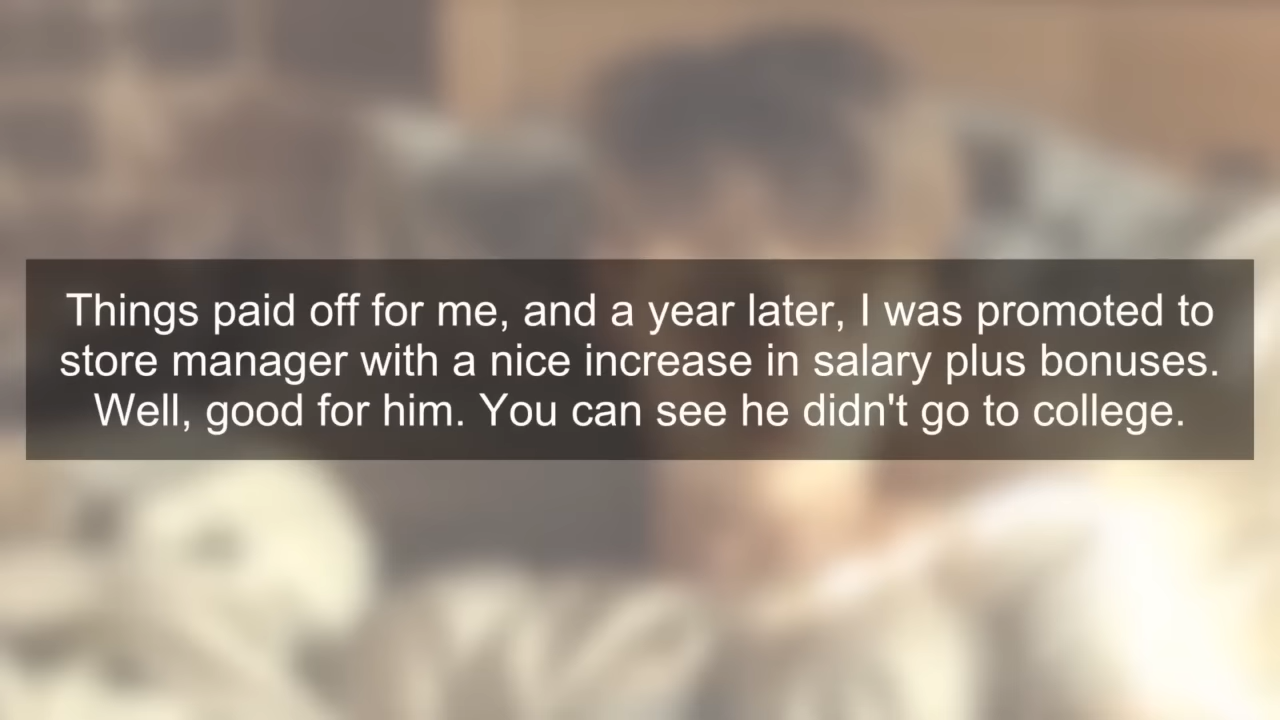 Things paid off for me, and a year later, I was promoted to
store manager with a nice increase in salary plus bonuses.
Well, good for him. You can see he didn't go to college.